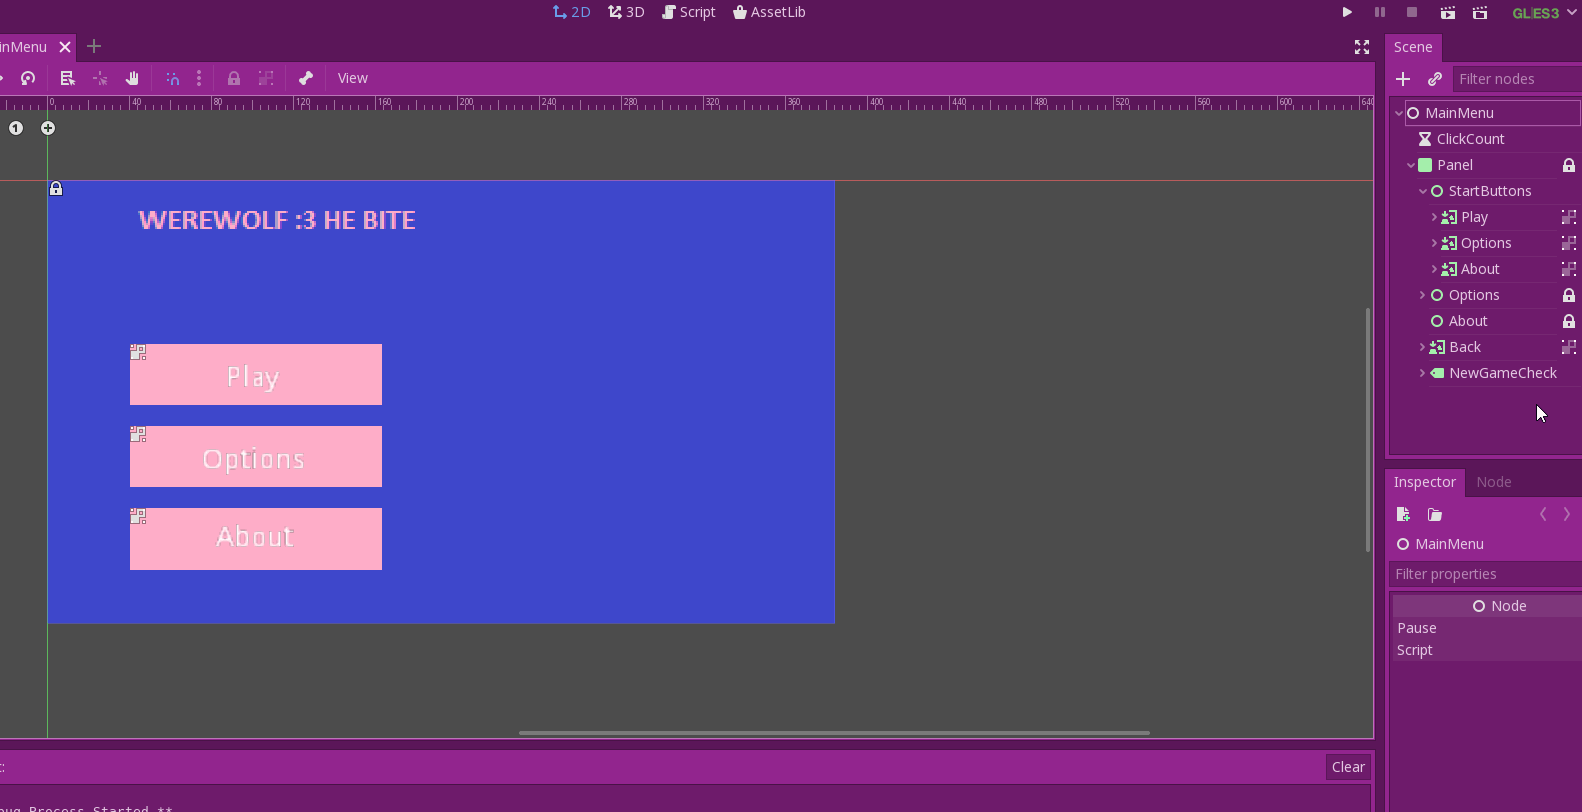 2D 3D Script AssetLib GLES3
inMenu
Scene
View
Filter nodes
0 40 80 120 160 200 240 280 320 360 400 440 480 520 560 600 640
MainMenu
1
ClickCount
Panel
StartButtons
WEREWOLF :3 HE BITE
Play
Options
About
Options
About
Back
NewGameCheck
Play
Options
About
Inspector Node
MainMenu
Filter properties
Node
Pause
Script
t:
Clear
bug Process Started **